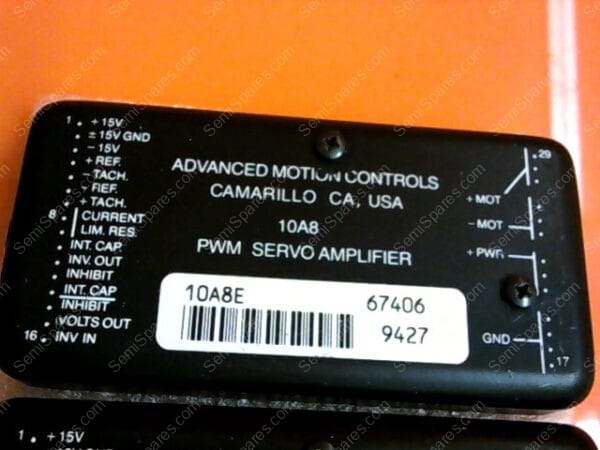 1 +15V
±15V GND
-15V
+REF.
-TACH.
-REF.
+TACH.
8 CURRENT
LIM. RES.
INT. CAP.
INV. OUT
INHIBIT
INT. CAP
INHIBIT
VOLTS OUT
16 INV IN
ADVANCED MOTION CONTROLS
CAMARILLO CA, USA
10A8
PWM SERVO AMPLIFIER
10A8E 67406
9427
29
+MOT
-MOT
+PWR
GND
17
1 +15V
SemiSpares.com